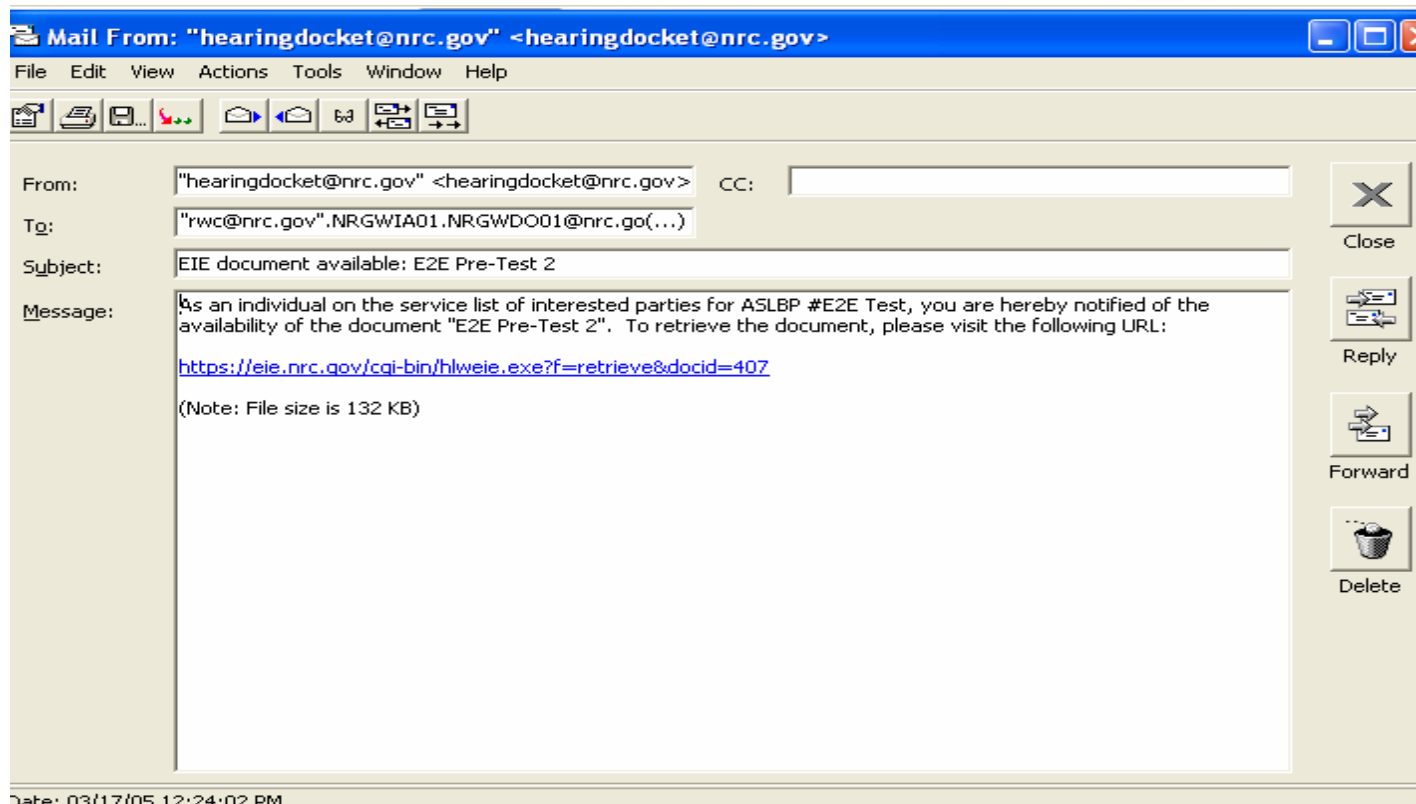 Mail From: "hearingdocket@nrc.gov" <hearingdocket@nrc.gov>
File Edit View Actions Tools Window Help
From: "hearingdocket@nrc.gov" <hearingdocket@nrc.gov> CC:
To: "rwc@nrc.gov".NRGWIA01.NRGWDO01@nrc.go(...)
Close
Subject: EIE document available: E2E Pre-Test 2
Message: As an individual on the service list of interested parties for ASLBP #E2E Test, you are hereby notified of the
availability of the document "E2E Pre-Test 2". To retrieve the document, please visit the following URL:
Reply
https://eie.nrc.gov/cgi-bin/hlweie.exe?f=retrieve&docid=407
(Note: File size is 132 KB)
Forward
Delete
Date: 03/17/05 12:24:02 PM